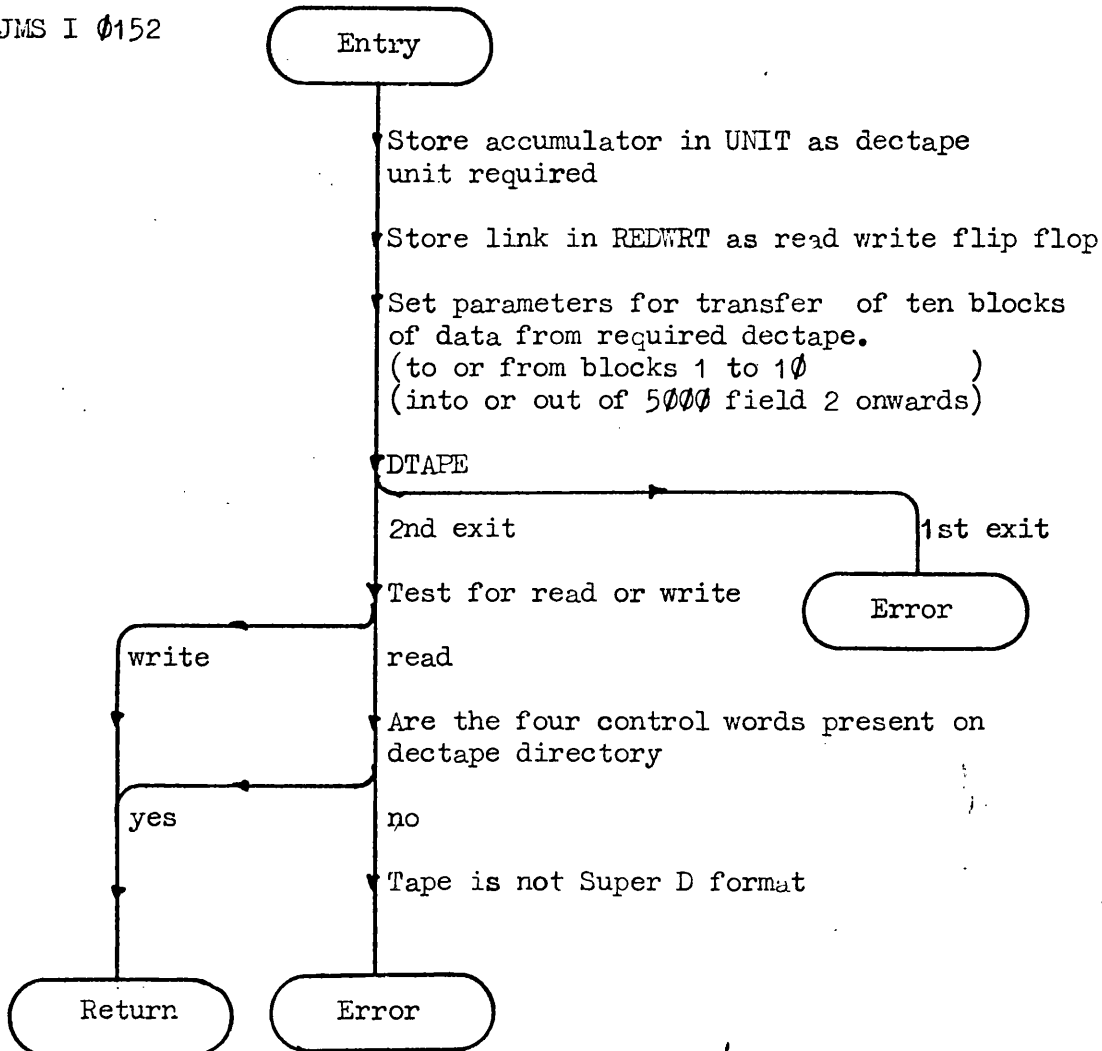 JMS I Ø152
Entry
Store accumulator in UNIT as dectape
unit required
Store link in REDWRT as read write flip flop
Set parameters for transfer of ten blocks
of data from required dectape.
(to or from blocks 1 to 1Ø )
(into or out of 5ØØØ field 2 onwards)
DTAPE
2nd exit
1st exit
Test for read or write
Error
write
read
Are the four control words present on
dectape directory
yes
no
Tape is not Super D format
Return
Error